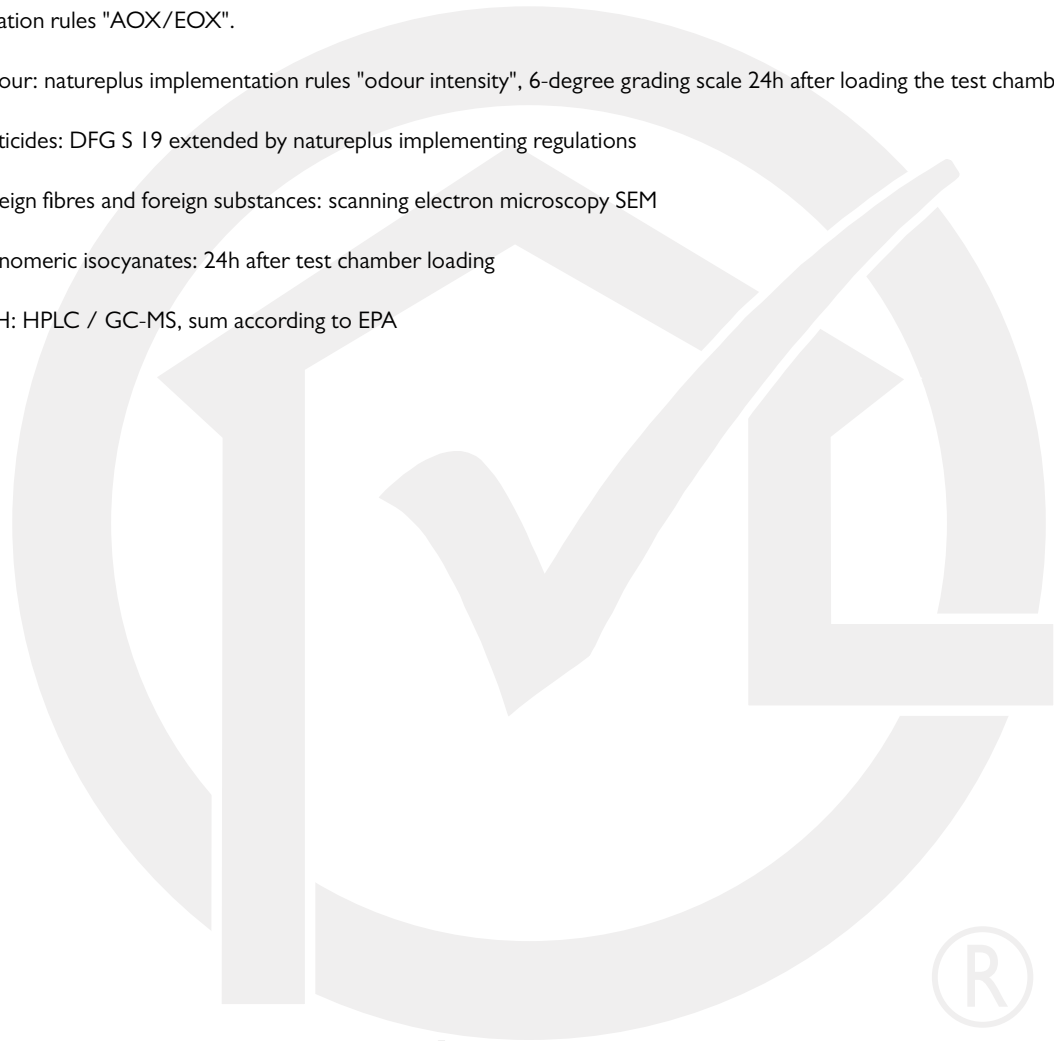 ation rules "AOX/EOX".
our: natureplus implementation rules "odour intensity", 6-degree grading scale 24h after loading the test chamb
ticides: DFG S 19 extended by natureplus implementing regulations
eign fibres and foreign substances: scanning electron microscopy SEM
nomeric isocyanates: 24h after test chamber loading
H: HPLC / GC-MS, sum according to EPA
®